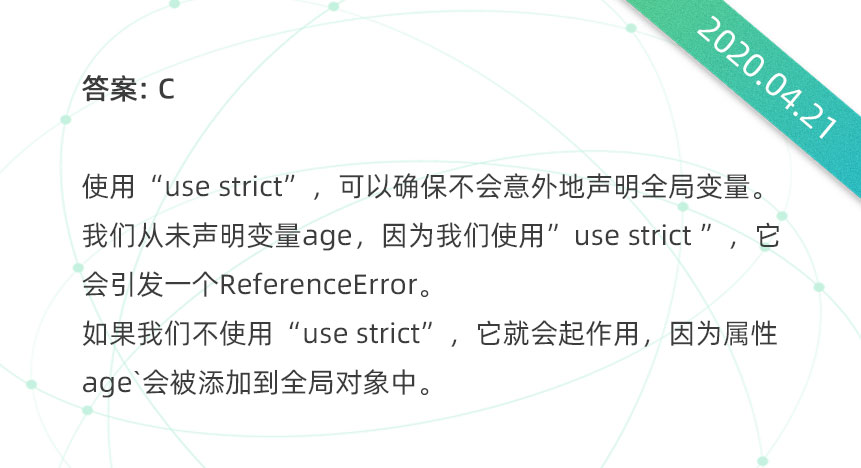 2020.04.21
答案: C
使用“use strict”，可以确保不会意外地声明全局变量。
我们从未声明变量age，因为我们使用” use strict ”，它
会引发一个ReferenceError。
如果我们不使用“use strict”，它就会起作用，因为属性
age`会被添加到全局对象中。